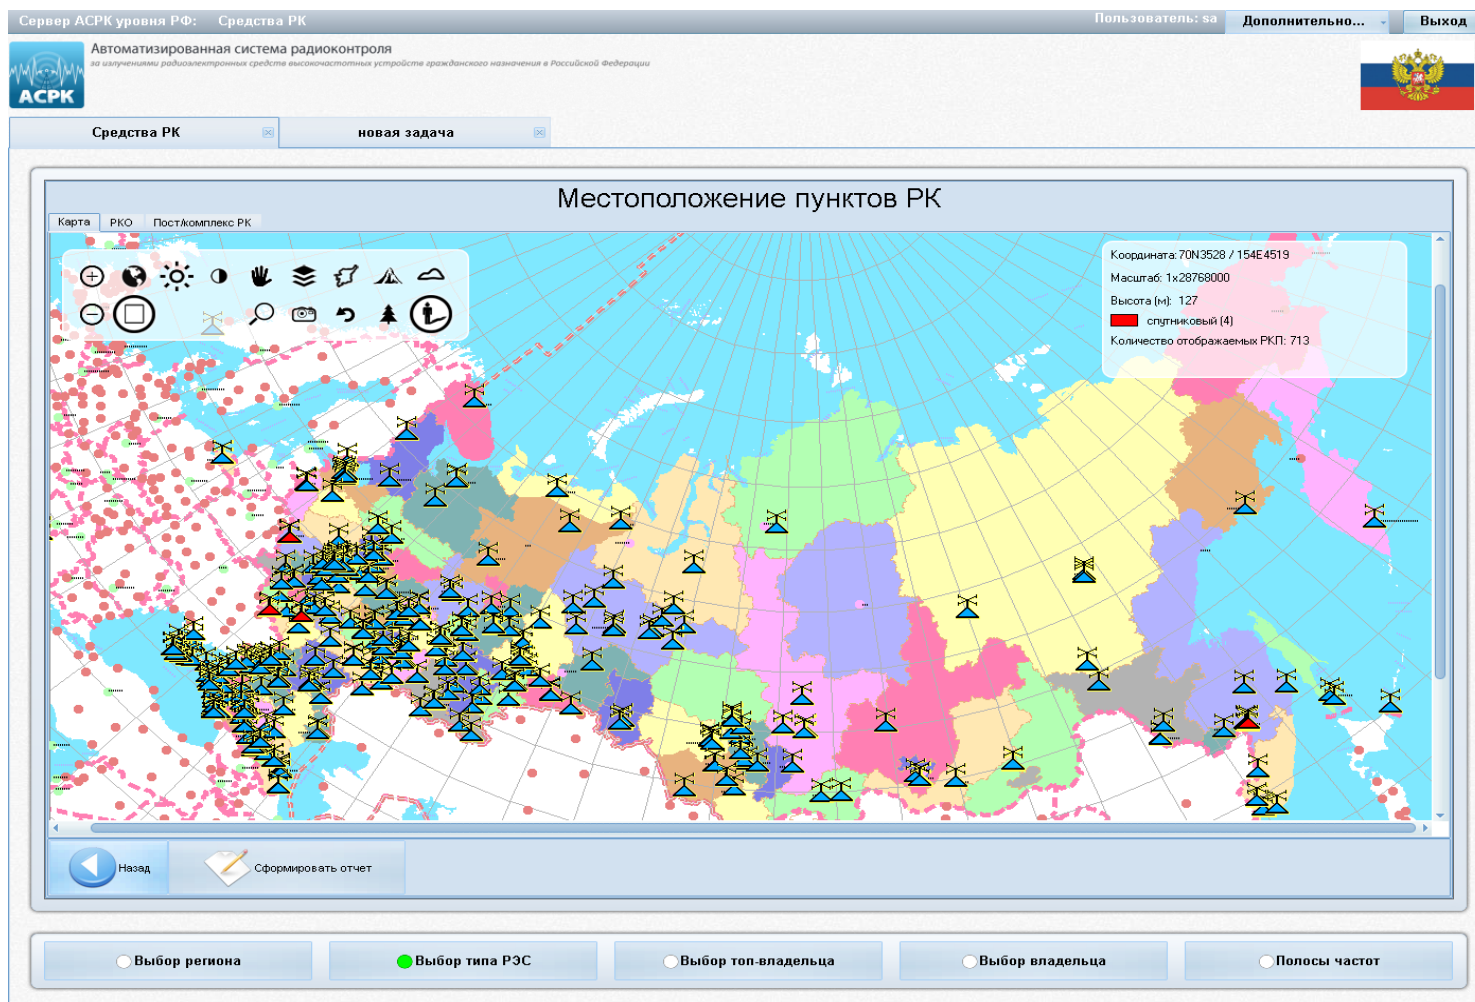 Сервер АСРК уровня РФ: Средства РК
Пользователь: sa Дополнительно... Выход
Автоматизированная система радиоконтроля
за излучениями радиоэлектронных средств высокочастотных устройств гражданского назначения в Российской Федерации
АСРК
Средства РК новая задача
Местоположение пунктов РК
Карта РКО Пост/комплекс РК
Координата: 70N3528 / 154E4519
Масштаб: 1x28768000
Высота (м): 127
спутниковый (4)
Количество отображаемых РКП: 713
Назад Сформировать отчет
Выбор региона Выбор типа РЭС Выбор топ-владельца Выбор владельца Полосы частот